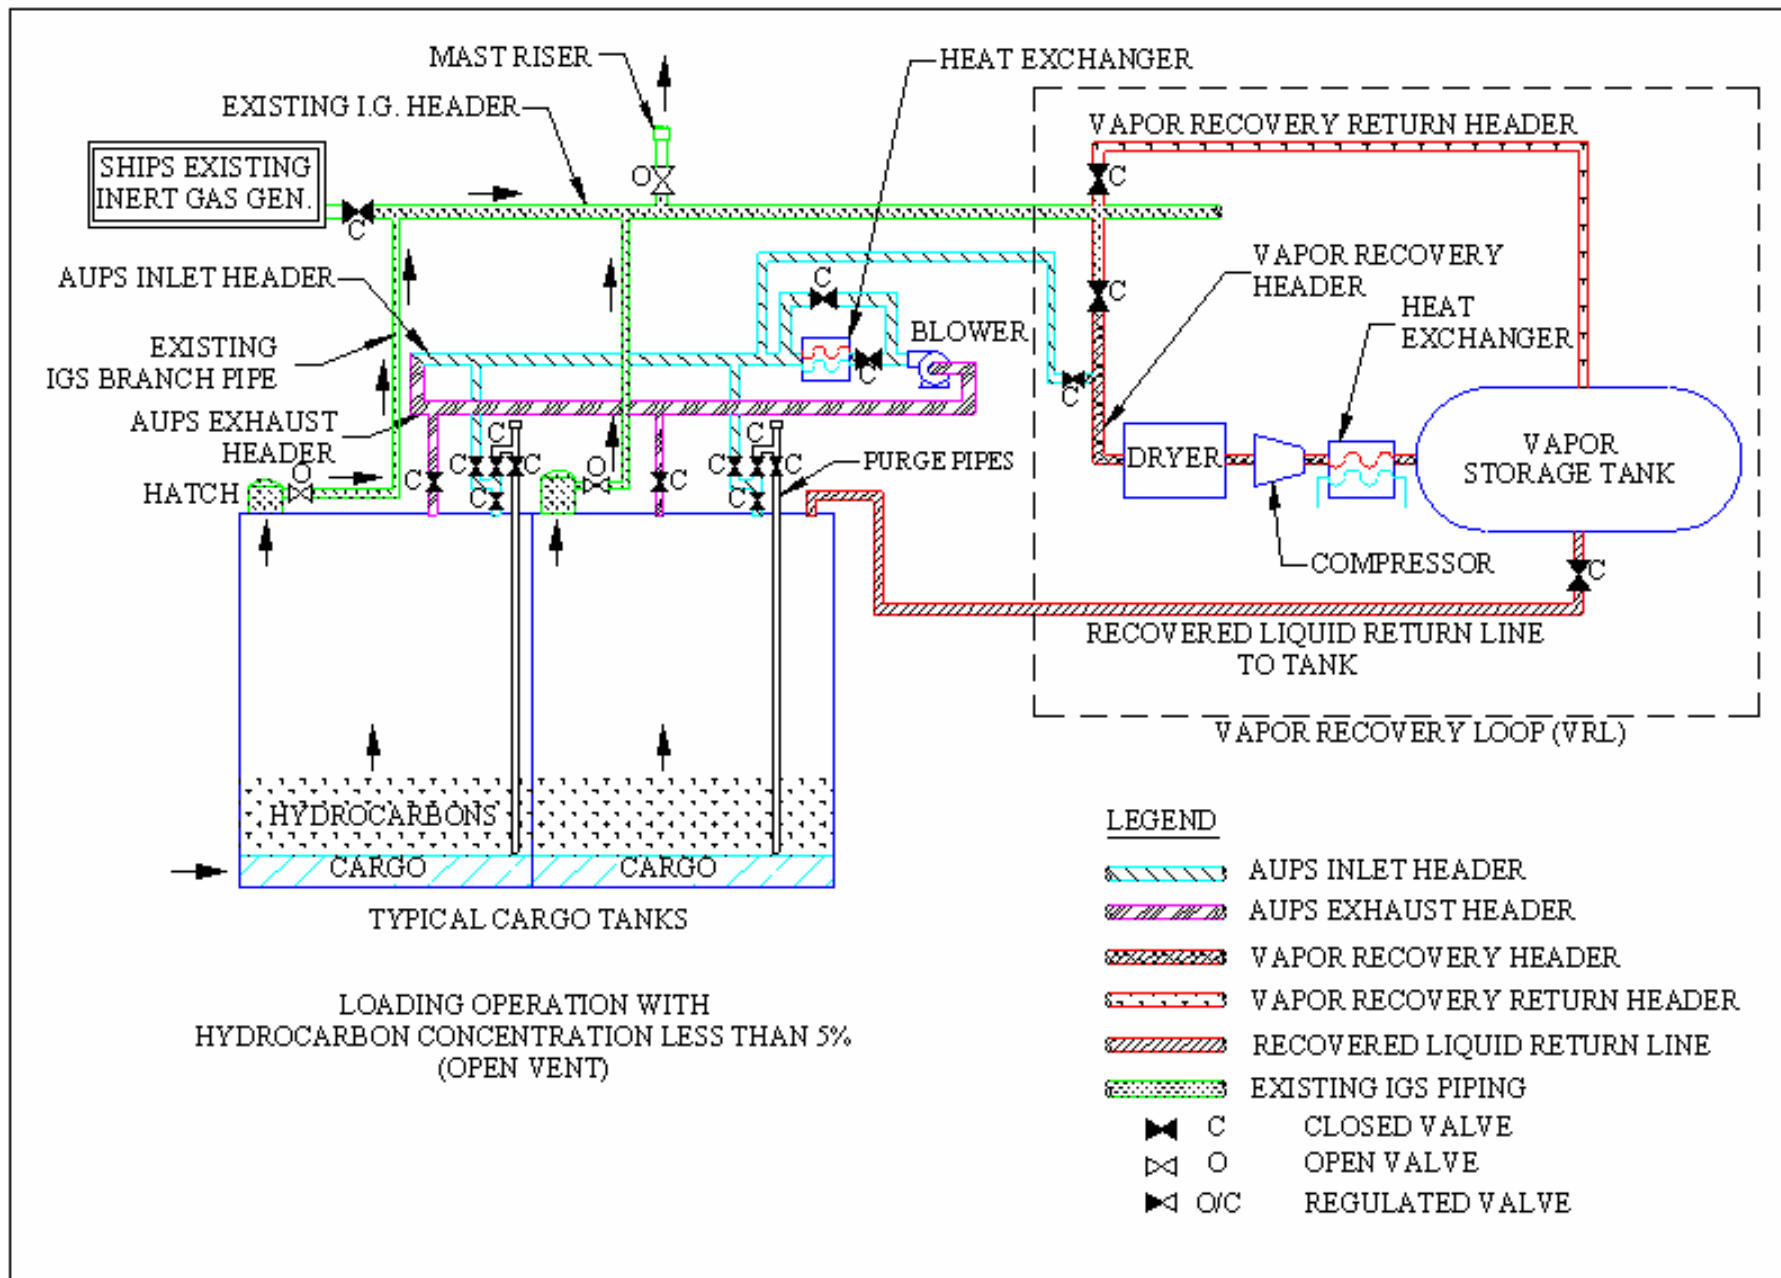 MAST RISER
HEAT EXCHANGER
EXISTING I.G. HEADER
VAPOR RECOVERY RETURN HEADER
SHIPS EXISTING
INERT GAS GEN.
C
O
C
AUPS INLET HEADER
C
C
VAPOR RECOVERY
HEADER
HEAT
EXCHANGER
EXISTING
IGS BRANCH PIPE
BLOWER
C
C
AUPS EXHAUST
HEADER
C
C
HATCH
O
C
C
C
C
O
C
C
C
C
C
PURGE PIPES
DRYER
VAPOR
STORAGE TANK
COMPRESSOR
C
RECOVERED LIQUID RETURN LINE
TO TANK
VAPOR RECOVERY LOOP (VRL)
HYDROCARBONS
CARGO
CARGO
TYPICAL CARGO TANKS
LOADING OPERATION WITH
HYDROCARBON CONCENTRATION LESS THAN 5%
(OPEN VENT)
LEGEND
AUPS INLET HEADER
AUPS EXHAUST HEADER
VAPOR RECOVERY HEADER
VAPOR RECOVERY RETURN HEADER
RECOVERED LIQUID RETURN LINE
EXISTING IGS PIPING
C CLOSED VALVE
O OPEN VALVE
O/C REGULATED VALVE